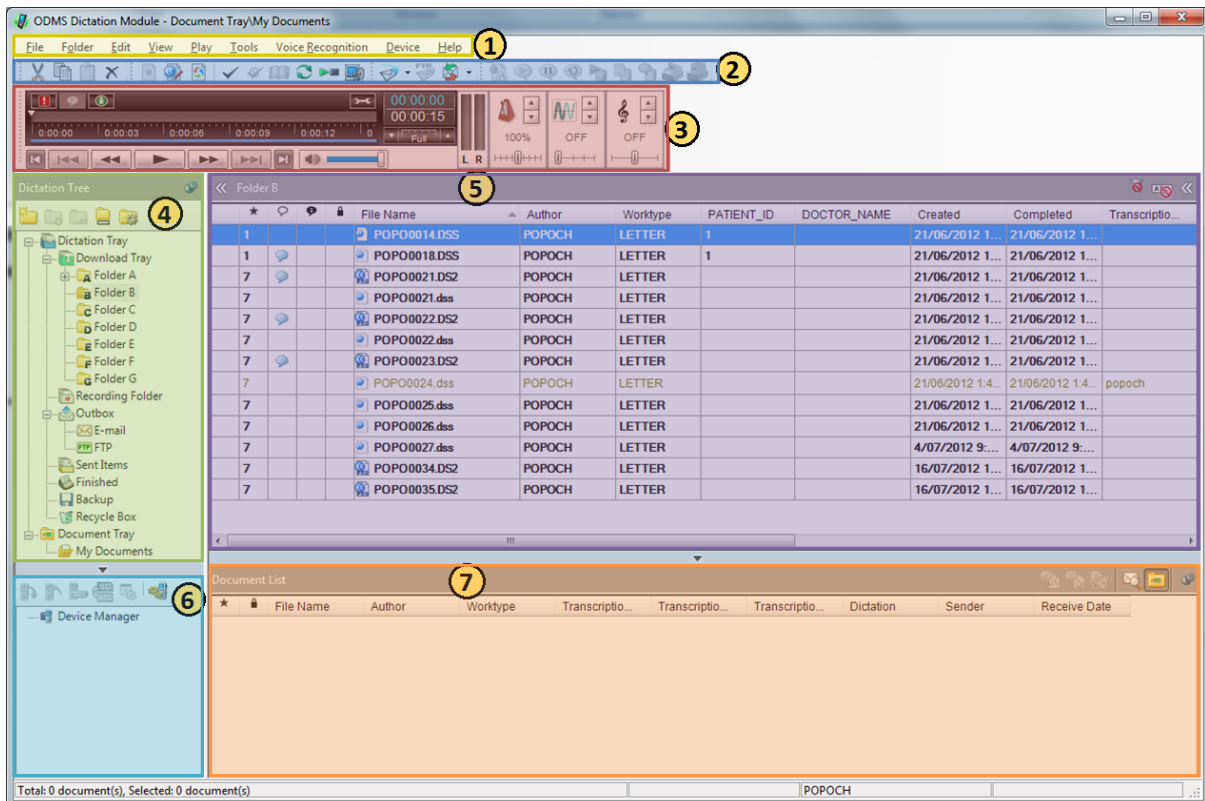 ODMS Dictation Module - Document Tray\My Documents
File Folder Edit View Play Tools Voice Recognition Device Help 1
2
00:00:00
00:00:15
0:00:00 0:00:03 0:00:06 0:00:09 0:00:12 0 Full
100% OFF OFF 3
L R
Dictation Tree
4
Dictation Tray
Download Tray
A Folder A
B Folder B
C Folder C
D Folder D
E Folder E
F Folder F
G Folder G
Recording Folder
Outbox
E-mail
FTP FTP
Sent Items
Finished
Backup
Recycle Box
Document Tray
My Documents
Folder B 5
File Name Author Worktype PATIENT_ID DOCTOR_NAME Created Completed Transcriptio...
1 POPO0014.DSS POPOCH LETTER 1 21/06/2012 1... 21/06/2012 1...
1 POPO0018.DSS POPOCH LETTER 1 21/06/2012 1... 21/06/2012 1...
7 POPO0021.DS2 POPOCH LETTER 21/06/2012 1... 21/06/2012 1...
7 POPO0021.dss POPOCH LETTER 21/06/2012 1... 21/06/2012 1...
7 POPO0022.DS2 POPOCH LETTER 21/06/2012 1... 21/06/2012 1...
7 POPO0022.dss POPOCH LETTER 21/06/2012 1... 21/06/2012 1...
7 POPO0023.DS2 POPOCH LETTER 21/06/2012 1... 21/06/2012 1...
7 POPO0024.dss POPOCH LETTER 21/06/2012 1:4... 21/06/2012 1:4... popoch
7 POPO0025.dss POPOCH LETTER 21/06/2012 1... 21/06/2012 1...
7 POPO0026.dss POPOCH LETTER 21/06/2012 1... 21/06/2012 1...
7 POPO0027.dss POPOCH LETTER 4/07/2012 9:... 4/07/2012 9:...
7 POPO0034.DS2 POPOCH LETTER 16/07/2012 1... 16/07/2012 1...
7 POPO0035.DS2 POPOCH LETTER 16/07/2012 1... 16/07/2012 1...
6
Device Manager
Document List 7
File Name Author Worktype Transcriptio... Transcriptio... Transcriptio... Dictation Sender Receive Date
Total: 0 document(s), Selected: 0 document(s) POPOCH